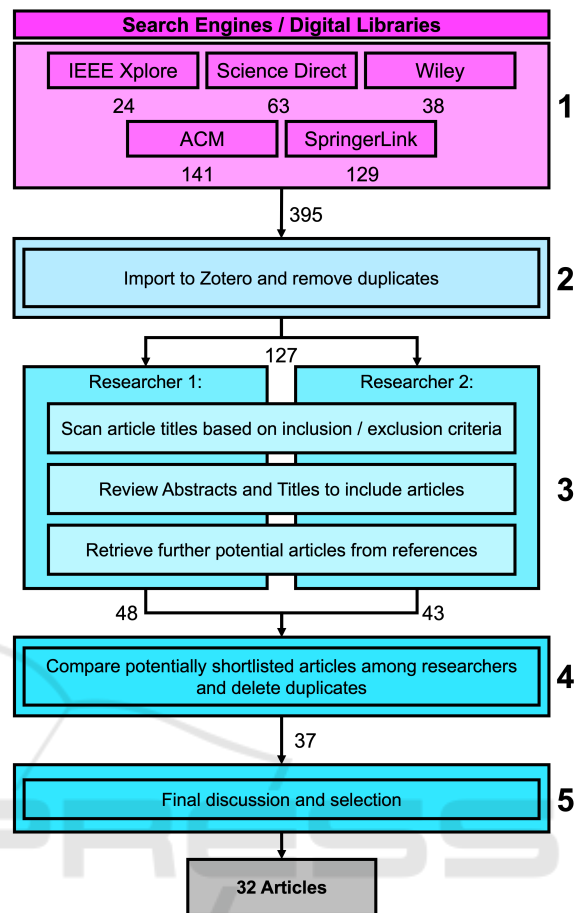 Search Engines / Digital Libraries
IEEE Xplore
Science Direct
Wiley
24
63
38
1
ACM
SpringerLink
141
129
395
Import to Zotero and remove duplicates
2
127
Researcher 1:
Researcher 2:
Scan article titles based on inclusion / exclusion criteria
Review Abstracts and Titles to include articles
3
Retrieve further potential articles from references
48
43
Compare potentially shortlisted articles among researchers
and delete duplicates
4
37
Final discussion and selection
5
32 Articles
PRESS